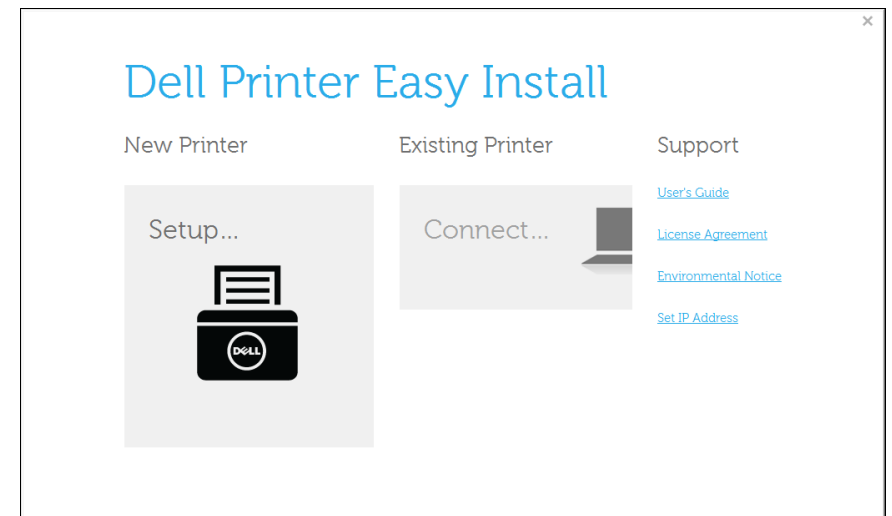 ×
Dell Printer Easy Install
New Printer
Setup...
DELL
Existing Printer
Connect...
Support
User's Guide
License Agreement
Environmental Notice
Set IP Address